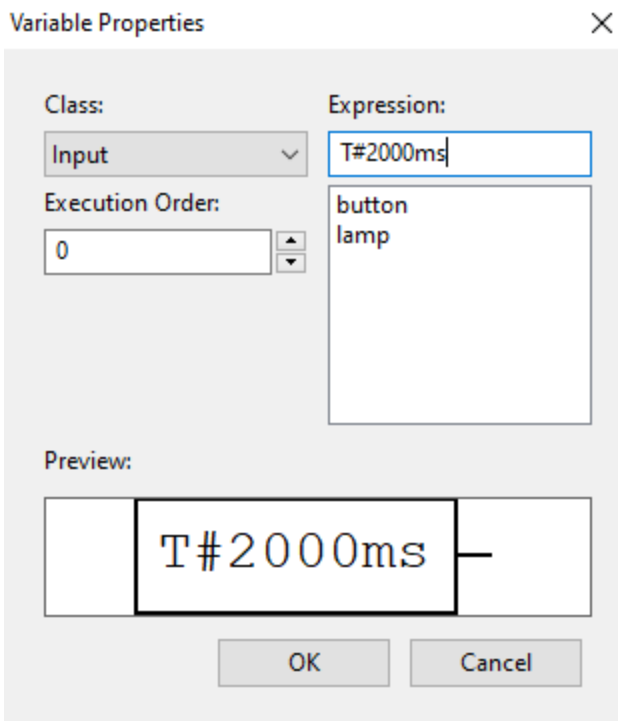 Variable Properties
Class:
Expression:
Input
T#2000ms
Execution Order:
button
lamp
0
Preview:
T#2000ms
OK
Cancel